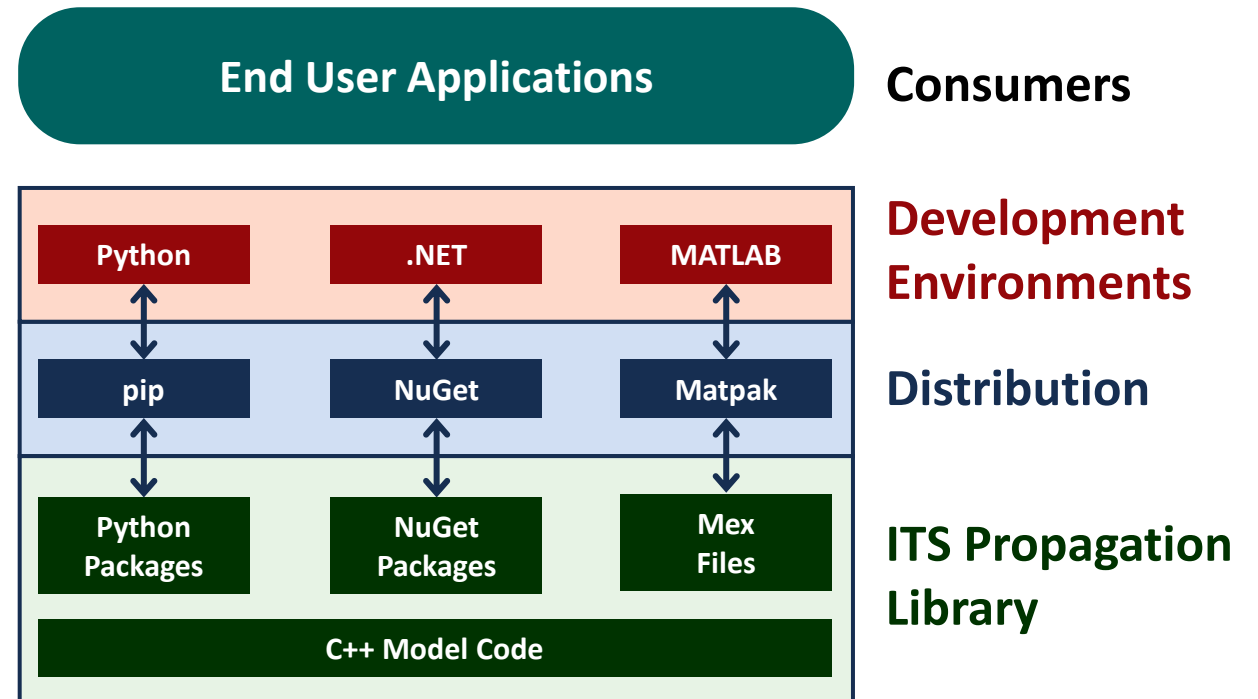 End User Applications
Consumers
Development
Environments
Python
.NET
MATLAB
pip
NuGet
Matpak
Distribution
Python
Packages
NuGet
Packages
Mex
Files
ITS Propagation
Library
C++ Model Code